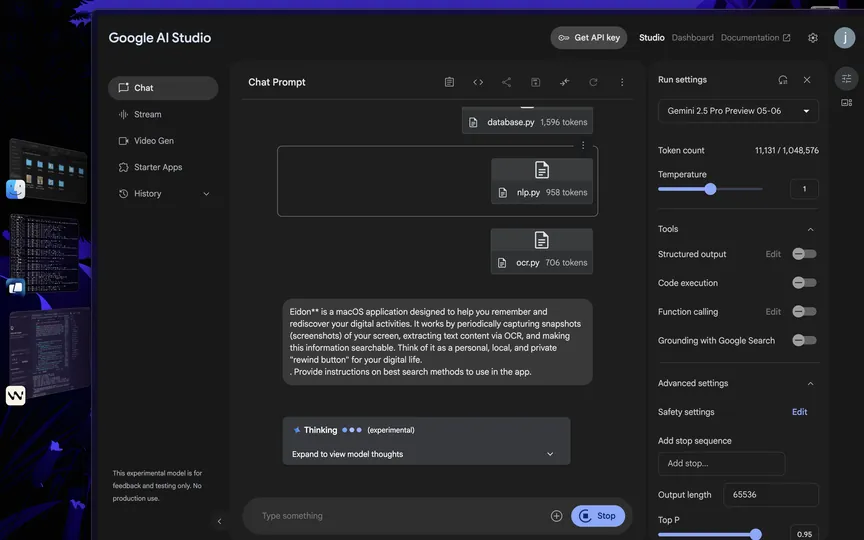 Google AI Studio
Get API key
Studio
Dashboard
Documentation
j
Chat
Stream
Video Gen
Starter Apps
History
This experimental model is for
feedback and testing only. No
production use.
Chat Prompt
database.py 1,596 tokens
nlp.py 958 tokens
ocr.py 706 tokens
Eidon** is a macOS application designed to help you remember and
rediscover your digital activities. It works by periodically capturing snapshots
(screenshots) of your screen, extracting text content via OCR, and making
this information searchable. Think of it as a personal, local, and private
"rewind button" for your digital life.
. Provide instructions on best search methods to use in the app.
Thinking (experimental)
Expand to view model thoughts
Type something
Stop
Run settings
Gemini 2.5 Pro Preview 05-06
Token count 11,131 / 1,048,576
Temperature
1
Tools
Structured output Edit
Code execution
Function calling Edit
Grounding with Google Search
Advanced settings
Safety settings Edit
Add stop sequence
Add stop...
Output length 65536
Top P
0.95